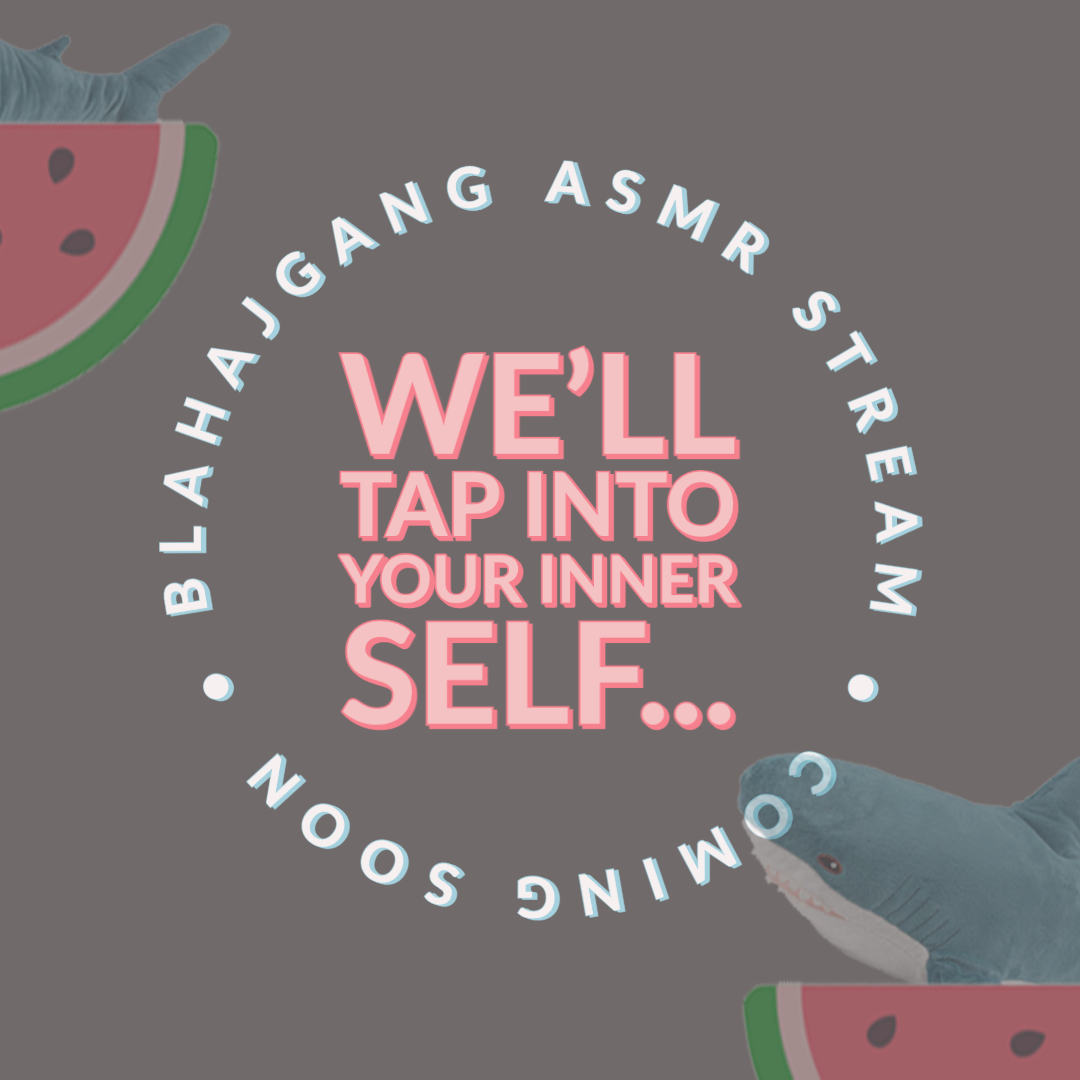 BLAHAJGANG ASMR STREAM
WE’LL
TAP INTO
YOUR INNER
SELF...
• COMING SOON •